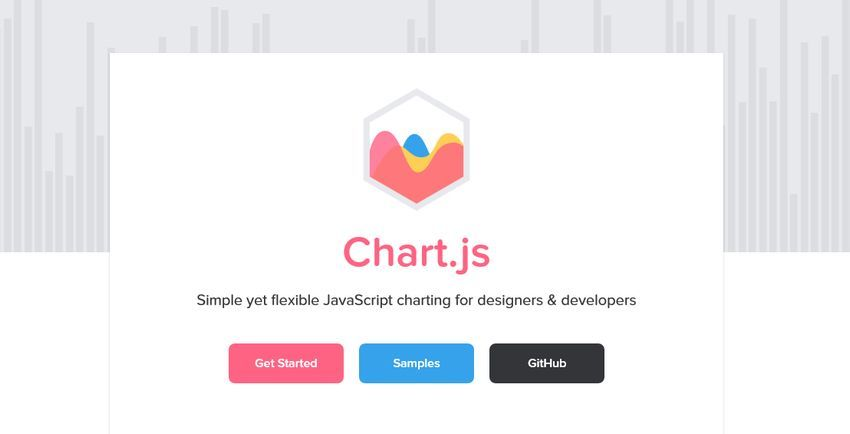 Chart.js
Simple yet flexible JavaScript charting for designers & developers
Get Started
Samples
GitHub